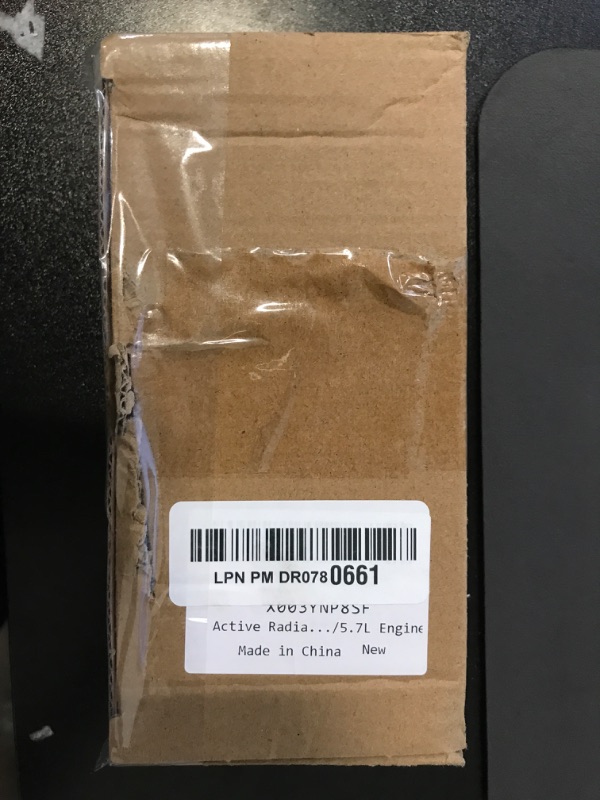 LPN PM DR0780661
X003YNP8SF
Active Radia.../5.7L Engine
Made in China New